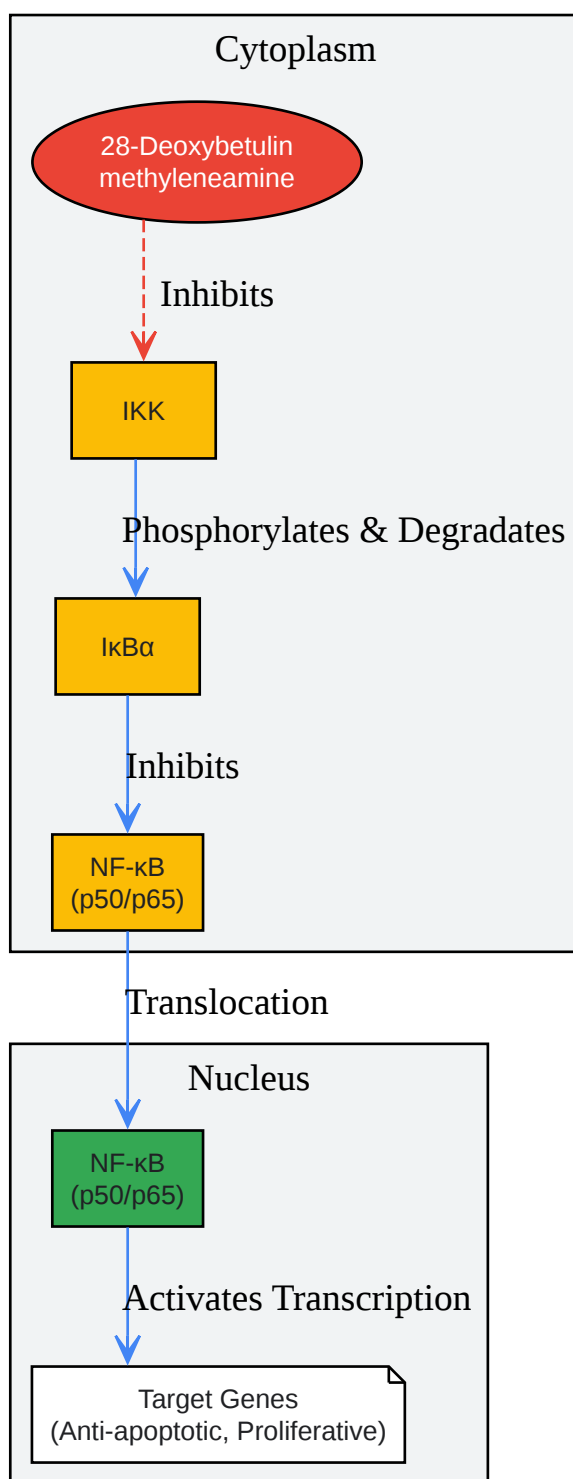 Cytoplasm
28-Deoxybetulin
methyleneamine
Inhibits
IKK
Phosphorylates & Degradates
IκBα
Inhibits
NF-κB
(p50/p65)
Translocation
Nucleus
NF-κB
(p50/p65)
Activates Transcription
Target Genes
(Anti-apoptotic, Proliferative)